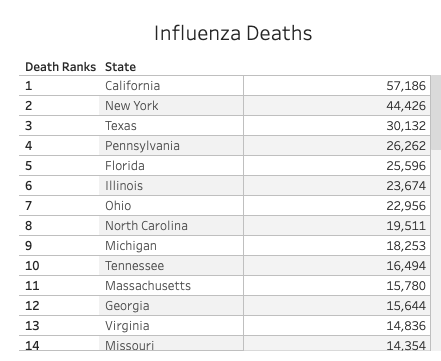 Influenza Deaths
Death Ranks State
1 California 57,186
2 New York 44,426
3 Texas 30,132
4 Pennsylvania 26,262
5 Florida 25,596
6 Illinois 23,674
7 Ohio 22,956
8 North Carolina 19,511
9 Michigan 18,253
10 Tennessee 16,494
11 Massachusetts 15,780
12 Georgia 15,644
13 Virginia 14,836
14 Missouri 14,354